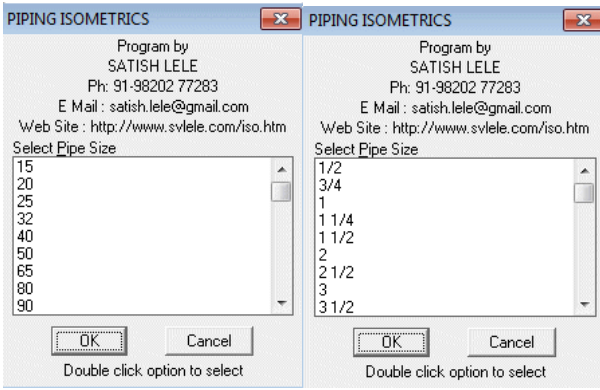 PIPING ISOMETRICS
Program by
SATISH LELE
Ph: 91-98202 77283
E Mail : satish.lele@gmail.com
Web Site : http://www.svlele.com/iso.htm
Select Pipe Size
15
20
25
32
40
50
65
80
90
OK
Cancel
Double click option to select
PIPING ISOMETRICS
Program by
SATISH LELE
Ph: 91-98202 77283
E Mail : satish.lele@gmail.com
Web Site : http://www.svlele.com/iso.htm
Select Pipe Size
1/2
3/4
1
1 1/4
1 1/2
2
2 1/2
3
3 1/2
OK
Cancel
Double click option to select